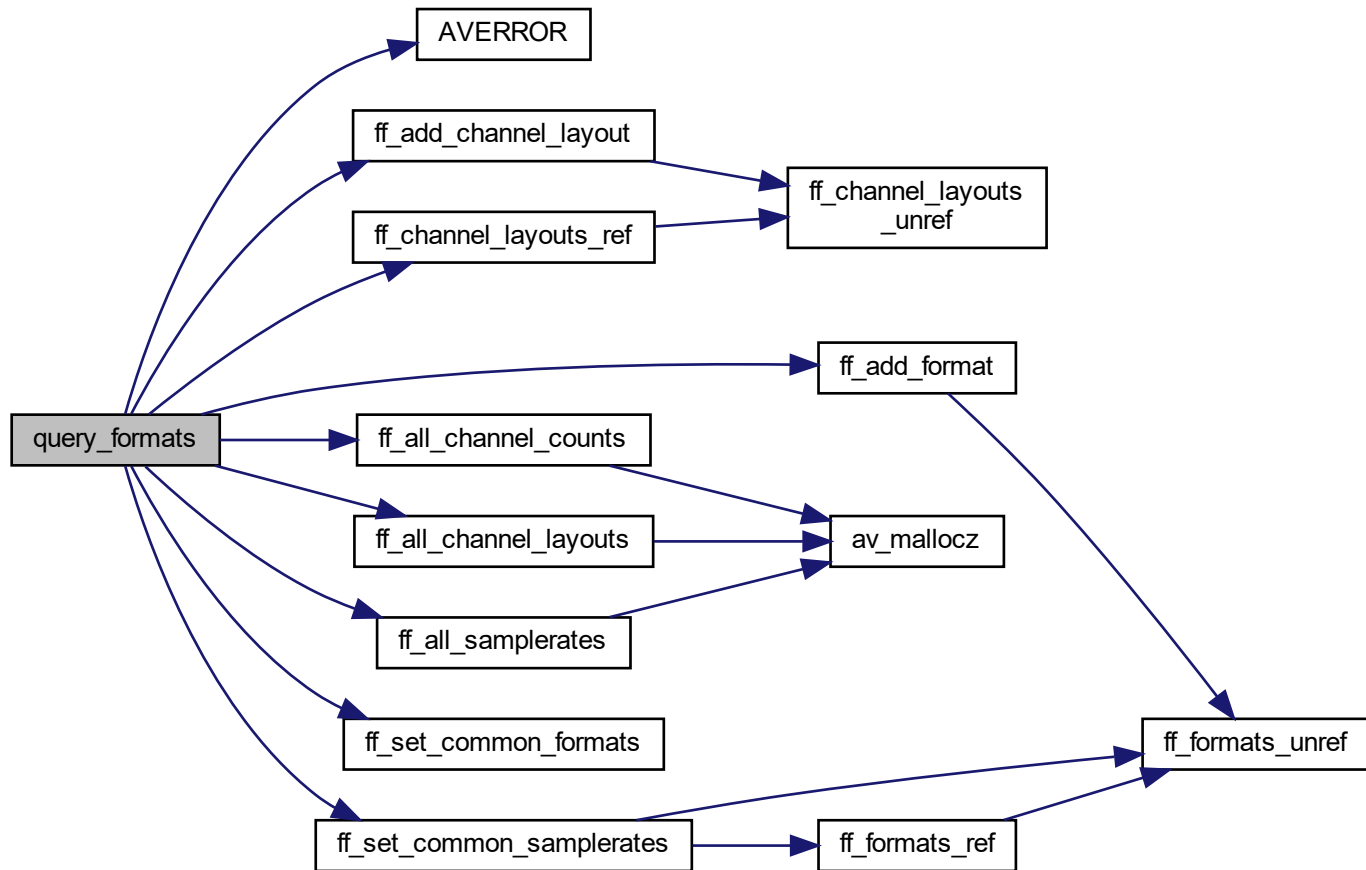 AVERROR
ff_add_channel_layout
ff_channel_layouts
_unref
ff_channel_layouts_ref
ff_add_format
query_formats
ff_all_channel_counts
ff_all_channel_layouts
av_mallocz
ff_all_samplerates
ff_set_common_formats
ff_formats_unref
ff_set_common_samplerates
ff_formats_ref